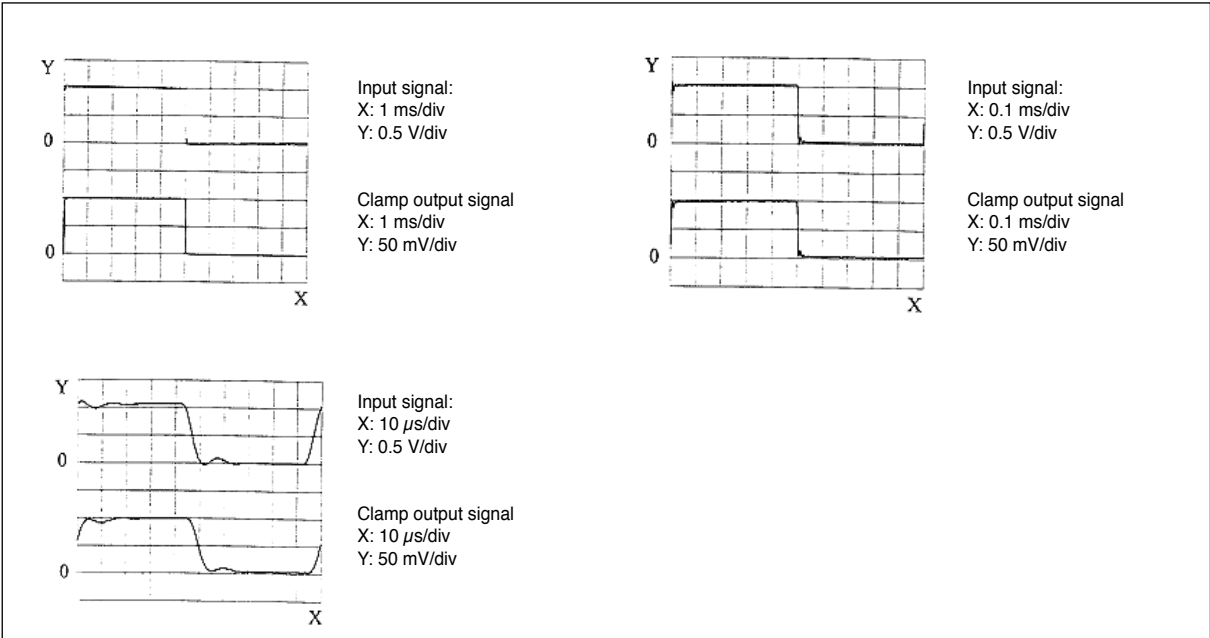 Y
0
0
X
Input signal:
X: 1 ms/div
Y: 0.5 V/div
Clamp output signal
X: 1 ms/div
Y: 50 mV/div
Y
0
0
X
Input signal:
X: 0.1 ms/div
Y: 0.5 V/div
Clamp output signal
X: 0.1 ms/div
Y: 50 mV/div
Y
0
0
X
Input signal:
X: 10 µs/div
Y: 0.5 V/div
Clamp output signal
X: 10 µs/div
Y: 50 mV/div